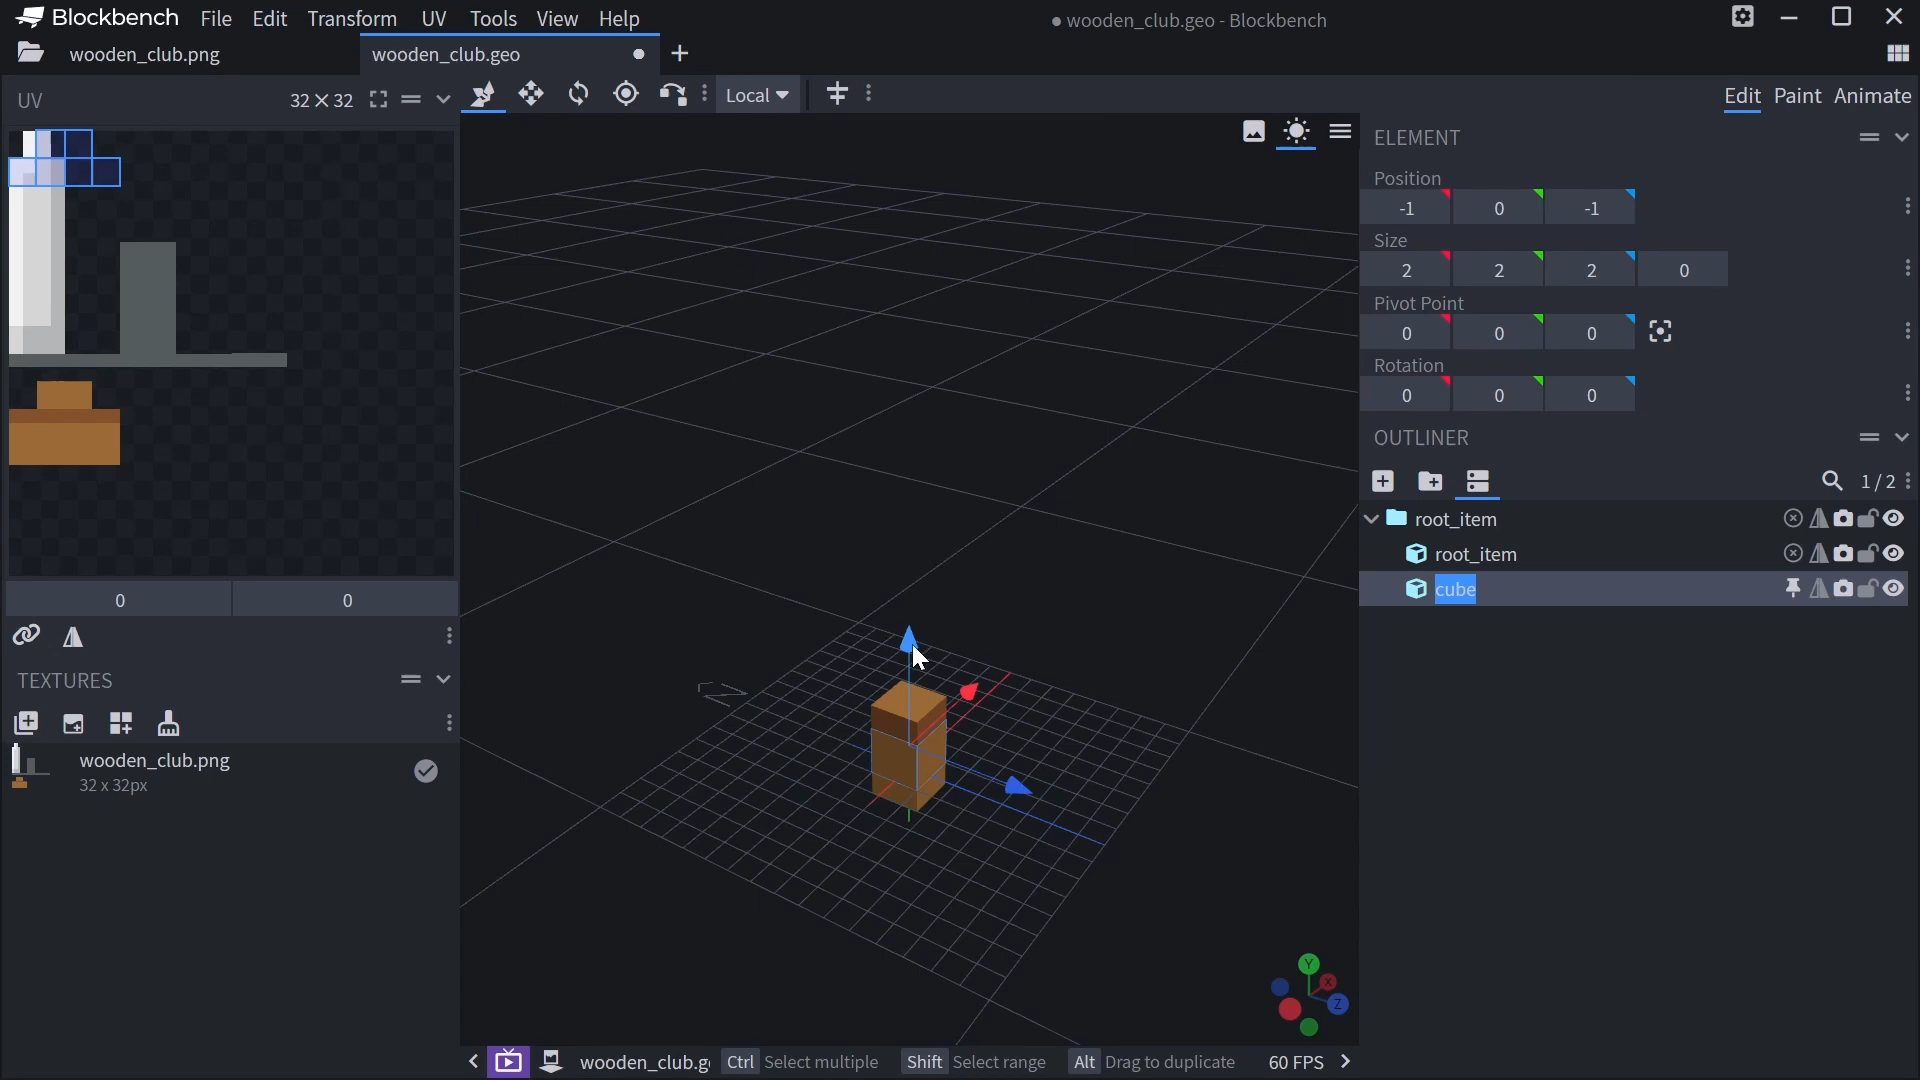 Blockbench File Edit Transform UV Tools View Help
● wooden_club.geo - Blockbench
wooden_club.png wooden_club.geo
UV 32×32
Local
Edit Paint Animate
ELEMENT
Position
-1 0 -1
Size
2 2 2 0
Pivot Point
0 0 0
Rotation
0 0 0
OUTLINER
1/2
root_item
root_item
cube
0 0
TEXTURES
wooden_club.png
32 x 32px
Y
X
Z
wooden_club.g Ctrl Select multiple Shift Select range Alt Drag to duplicate 60 FPS